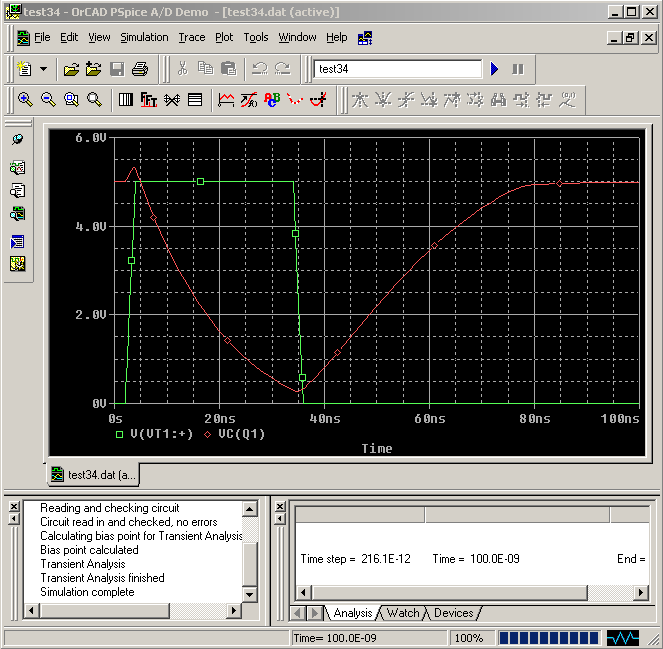 test34 - OrCAD PSpice A/D Demo - [test34.dat (active)]
File Edit View Simulation Trace Plot Tools Window Help
test34
FFT
ABC
6.0V
4.0V
2.0V
0V
0s 20ns 40ns 60ns 80ns 100ns
V(VT1:+) VC(Q1)
Time
test34.dat (a...
Reading and checking circuit
Circuit read in and checked, no errors
Calculating bias point for Transient Analysis
Bias point calculated
Transient Analysis
Transient Analysis finished
Simulation complete
Time step = 216.1E-12 Time = 100.0E-09 End =
Analysis Watch Devices
Time= 100.0E-09 100%